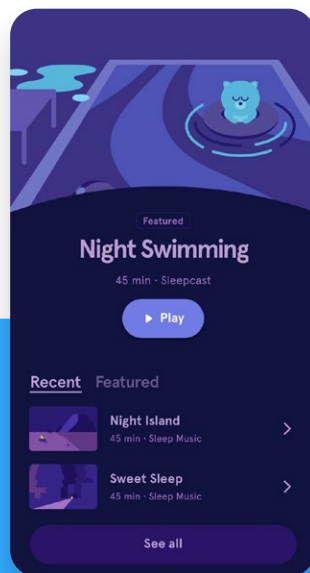 Featured
Night Swimming
45 min · Sleepcast
Play
Recent Featured
Night Island
45 min · Sleep Music
Sweet Sleep
45 min · Sleep Music
See all